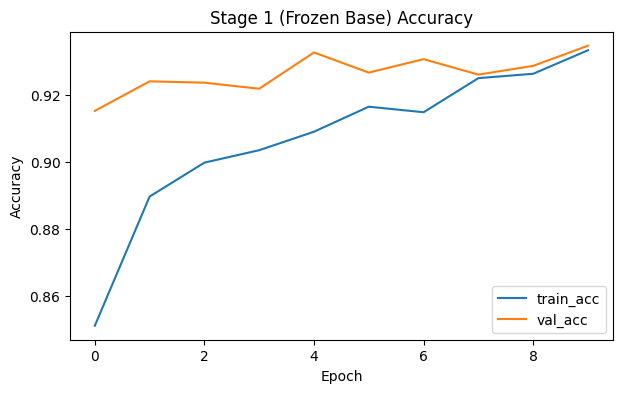 Stage 1 (Frozen Base) Accuracy
Accuracy
0.92
0.90
0.88
0.86
train_acc
val_acc
0
2
4
6
8
Epoch